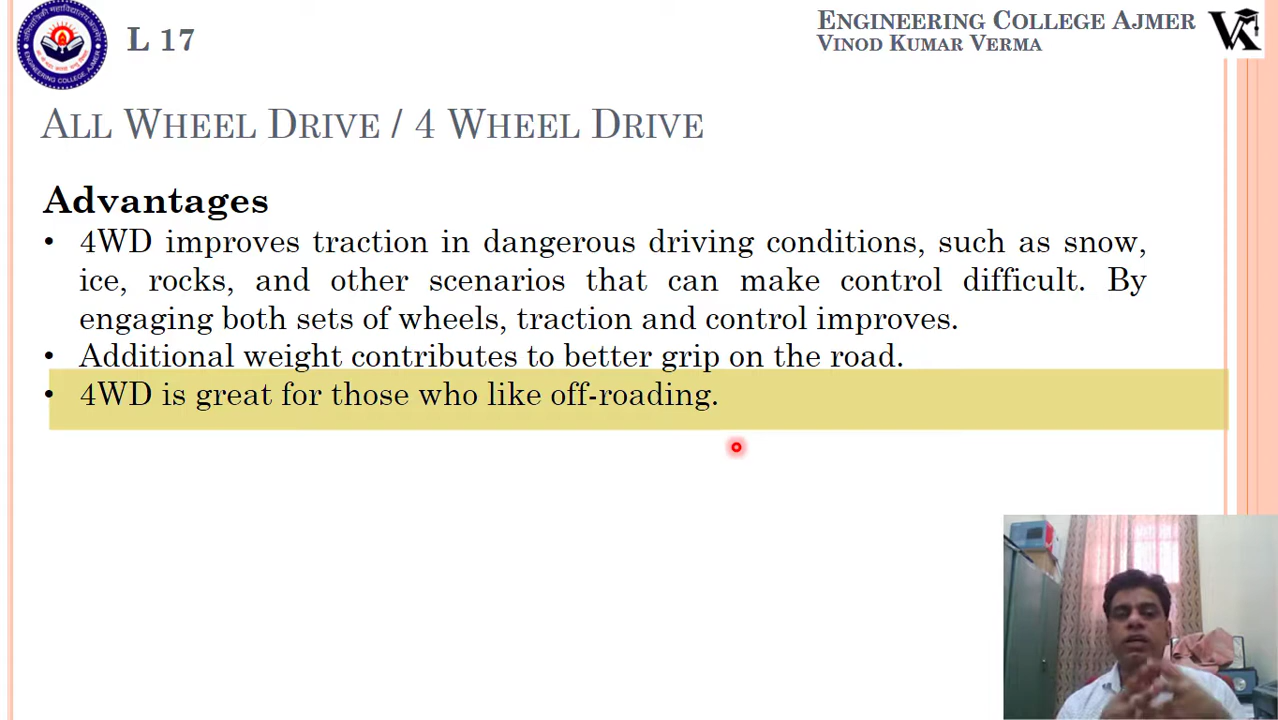 L 17
ENGINEERING COLLEGE AJMER
VINOD KUMAR VERMA
ALL WHEEL DRIVE / 4 WHEEL DRIVE
Advantages
• 4WD improves traction in dangerous driving conditions, such as snow,
ice, rocks, and other scenarios that can make control difficult. By
engaging both sets of wheels, traction and control improves.
• Additional weight contributes to better grip on the road.
• 4WD is great for those who like off-roading.